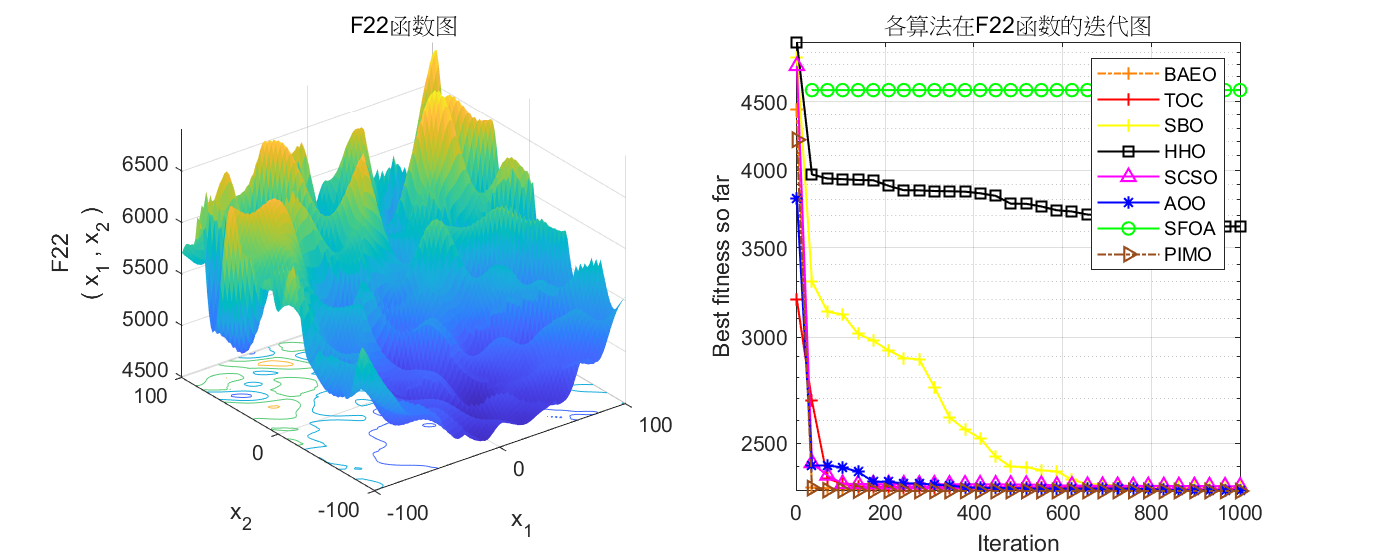 F22函数图
F22
( x1 , x2 )
6500
6000
5500
5000
4500
100
0
-100
x2
-100
0
100
x1
各算法在F22函数的迭代图
Best fitness so far
4500
4000
3500
3000
2500
0
200
400
600
800
1000
Iteration
BAEO
TOC
SBO
HHO
SCSO
AOO
SFOA
PIMO